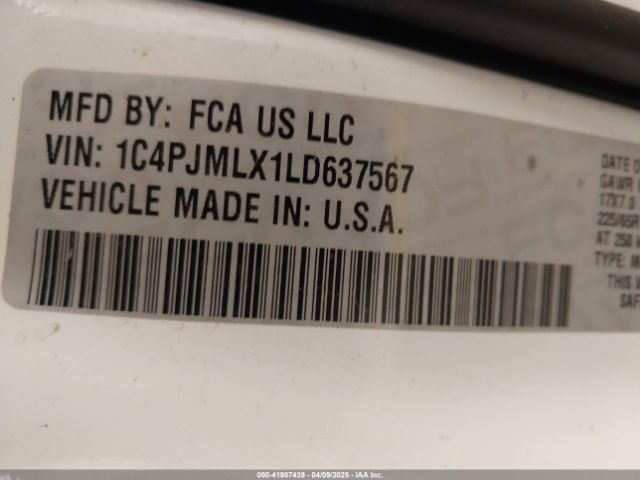 MFD BY: FCA US LLC
VIN: 1C4PJMLX1LD637567
VEHICLE MADE IN: U.S.A.
DATE O
GAWR
17X7.0
225/65R
AT 250
TYPE: M
THIS V
SAF
000-41987439 - 04/09/2025 - IAA Inc.